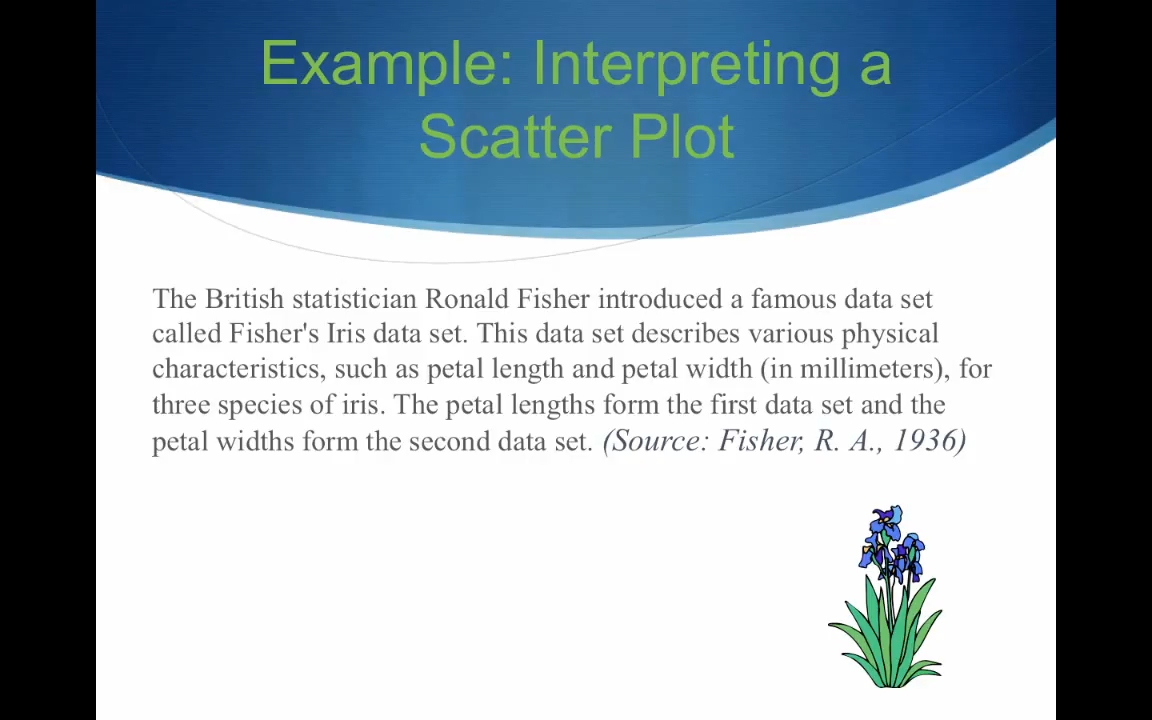 Example: Interpreting a
Scatter Plot
The British statistician Ronald Fisher introduced a famous data set
called Fisher's Iris data set. This data set describes various physical
characteristics, such as petal length and petal width (in millimeters), for
three species of iris. The petal lengths form the first data set and the
petal widths form the second data set. (Source: Fisher, R. A., 1936)